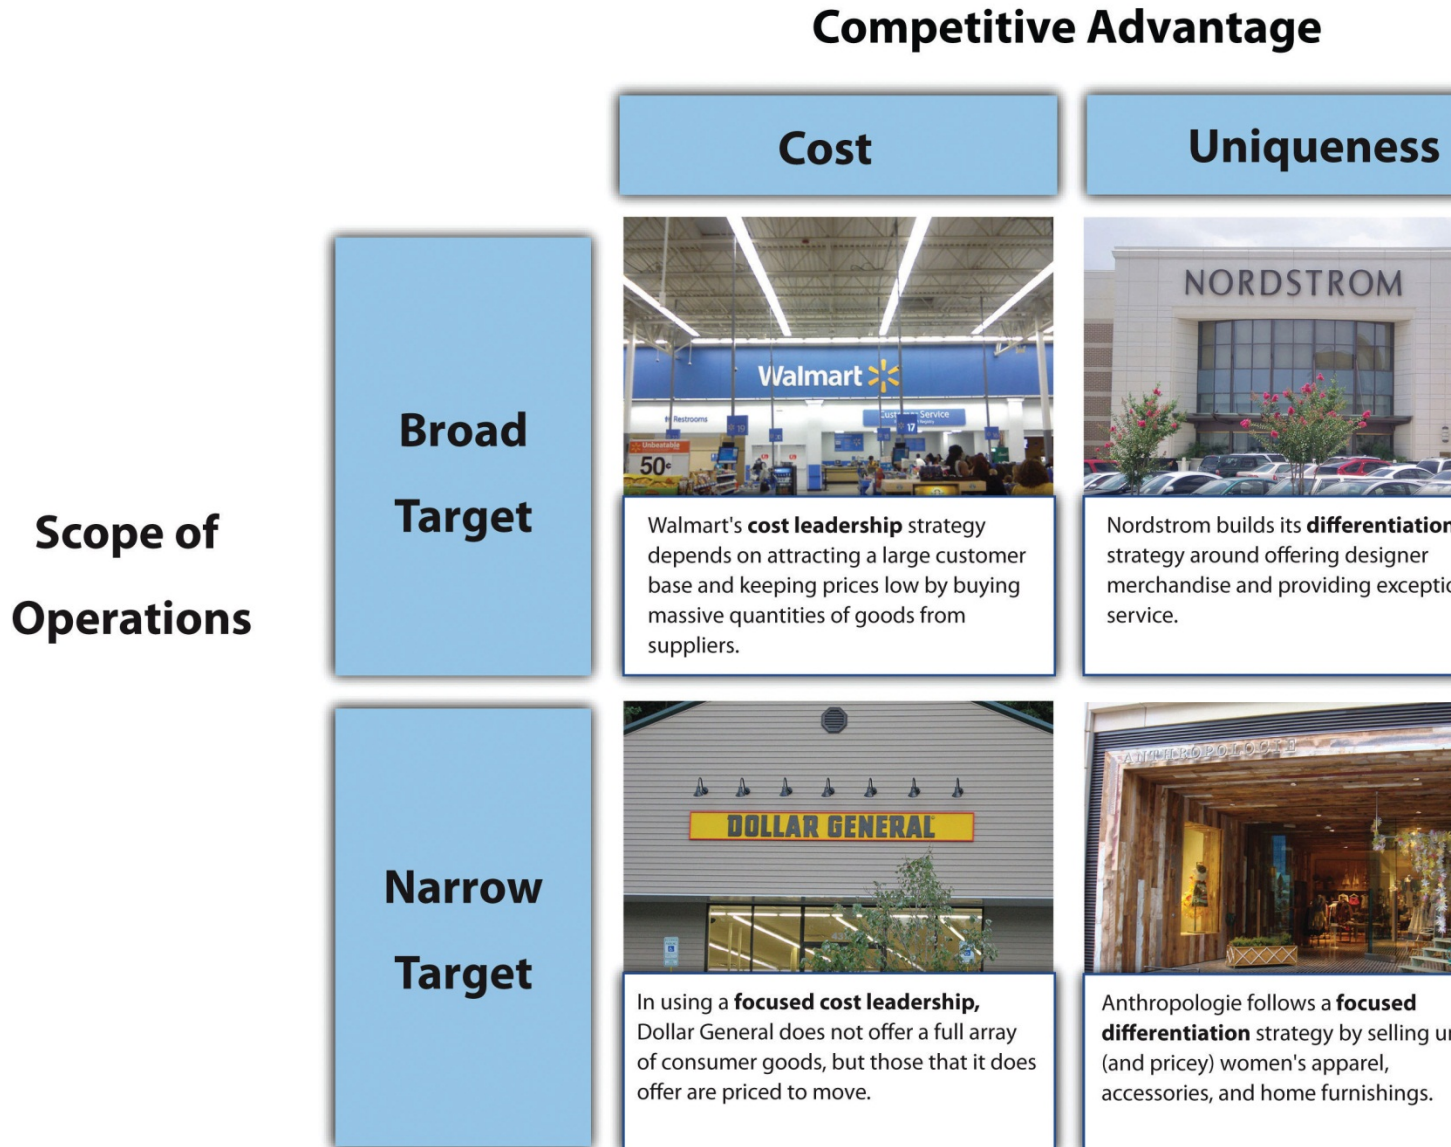 Competitive Advantage
Cost
Uniqueness
Scope of
Operations
Broad
Target
Walmart
Restrooms
Customer Service
19
17
Unbeatable
50¢
Walmart's cost leadership strategy
depends on attracting a large customer
base and keeping prices low by buying
massive quantities of goods from
suppliers.
NORDSTROM
Nordstrom builds its differentiation
strategy around offering designer
merchandise and providing
service.
Narrow
Target
DOLLAR GENERAL
In using a focused cost leadership,
Dollar General does not offer a full array
of consumer goods, but those that it does
offer are priced to move.
ANTHROPOLOGIE
Anthropologie follows a focused
differentiation strategy by selling
(and pricey) women's apparel,
accessories, and home furnishings.